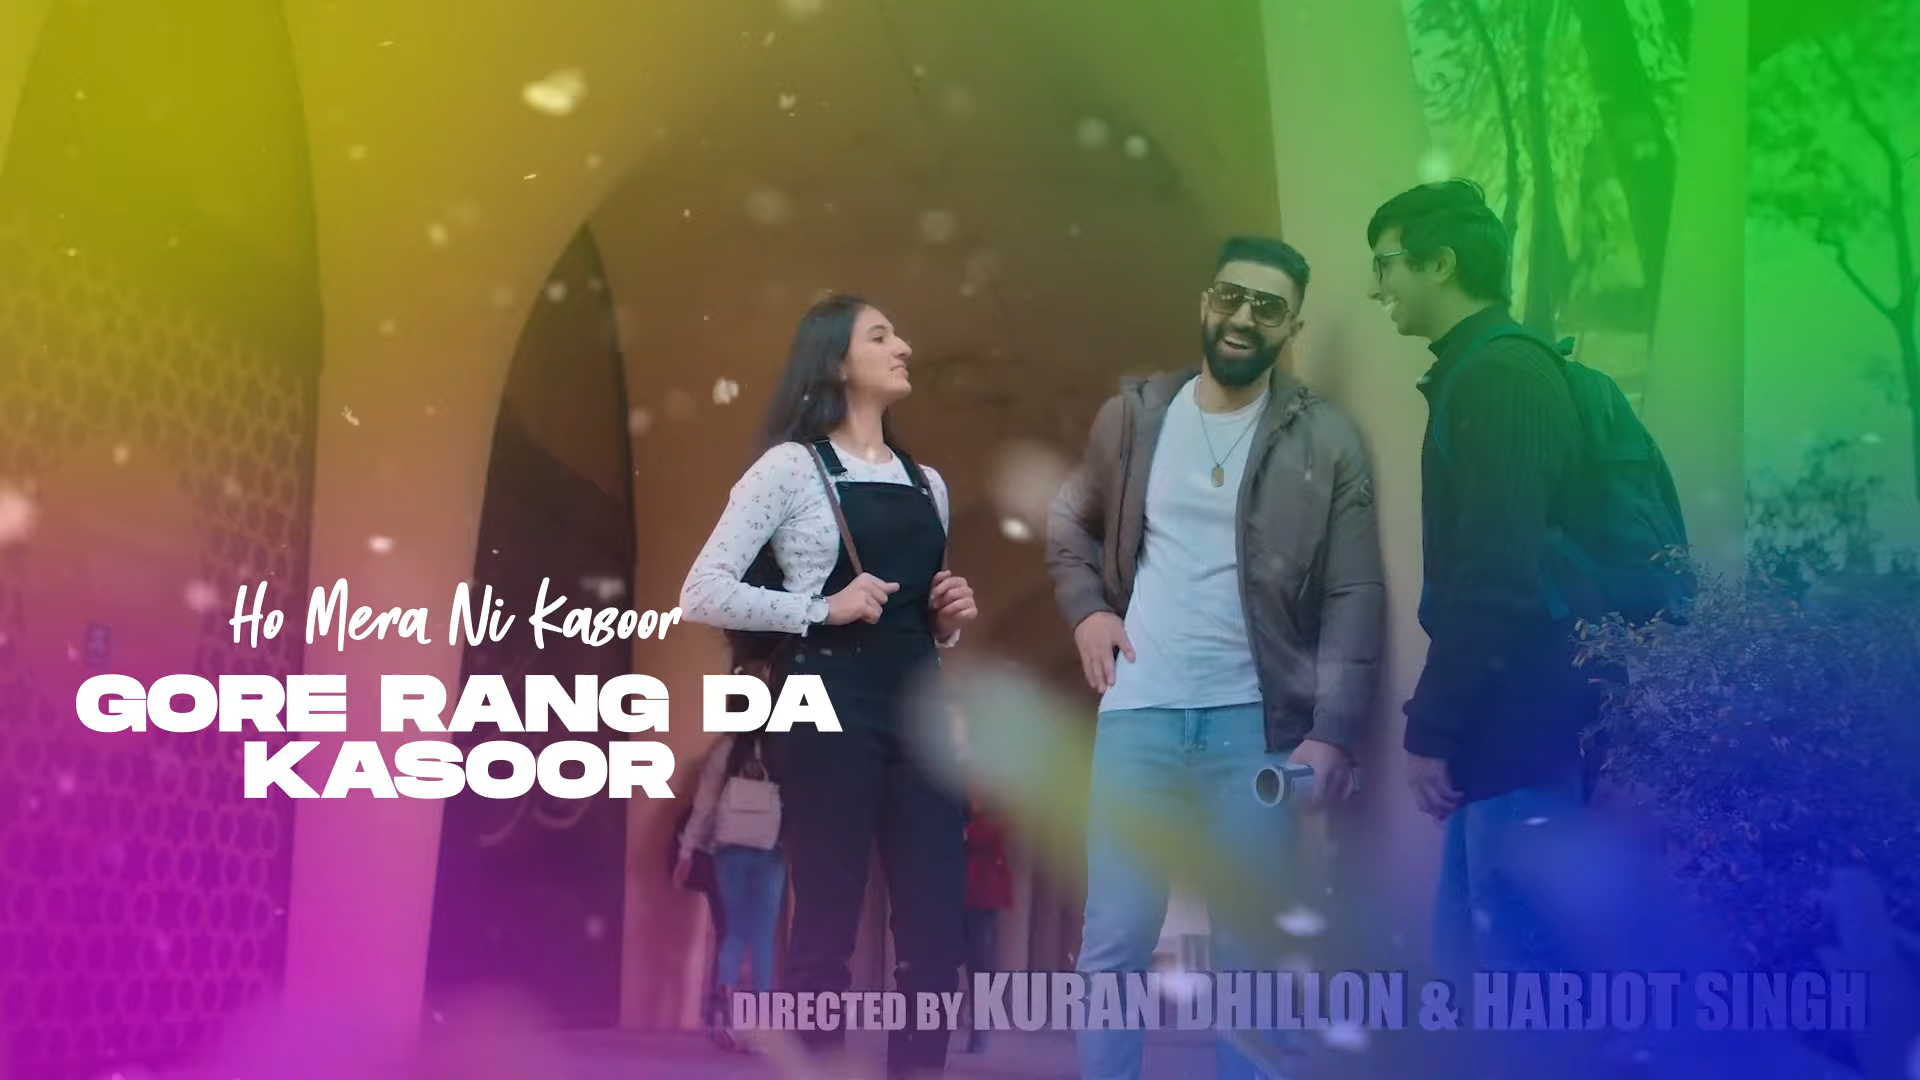 Ho Mera Ni Kasoor
GORE RANG DA
KASOOR
DIRECTED BY KURAN DHILLON & HARJOT SINGH